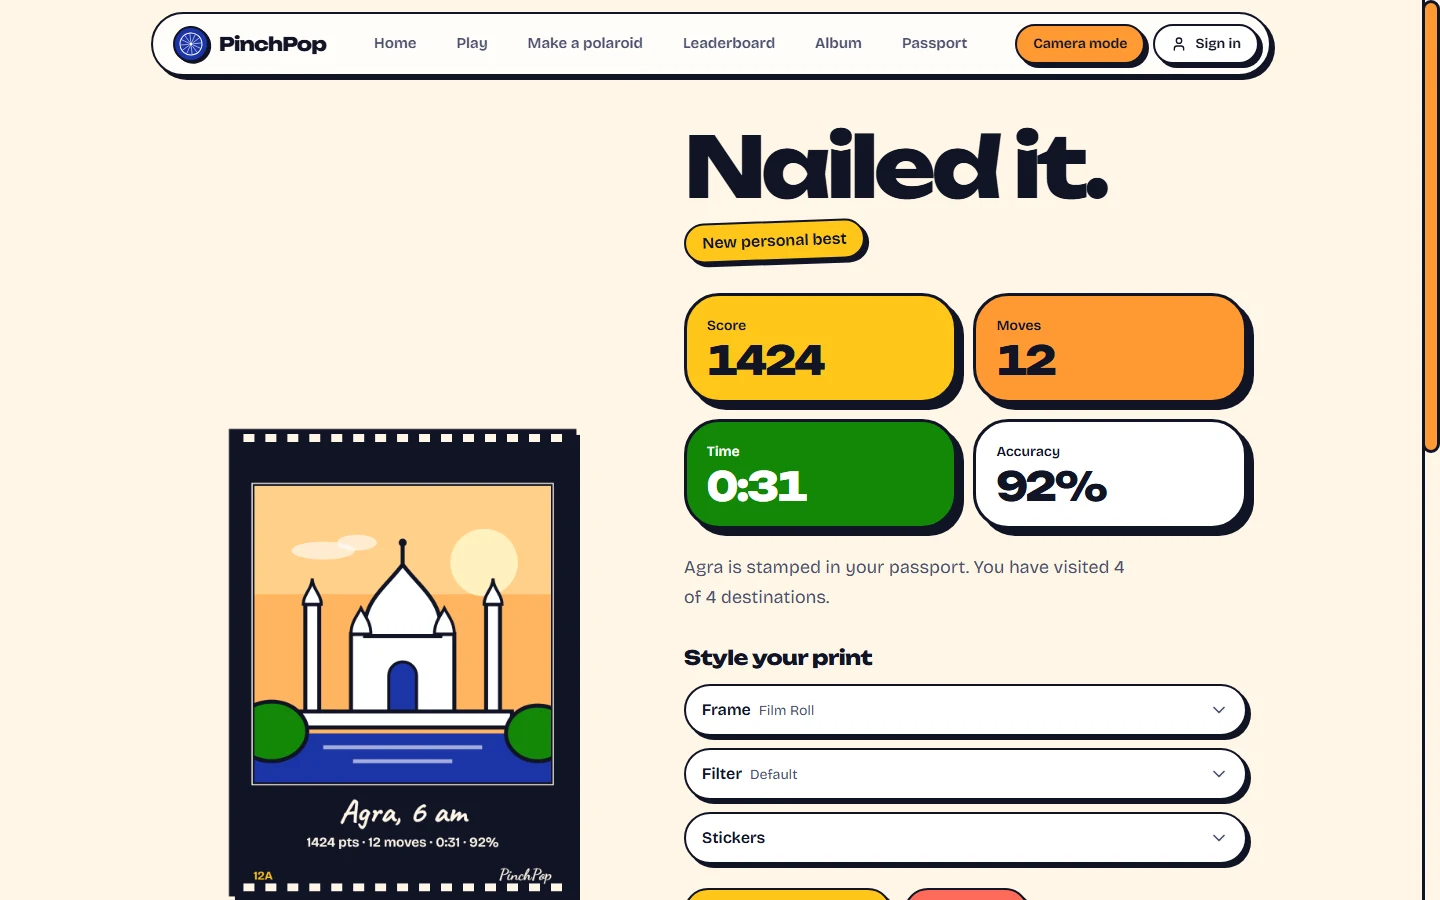 PinchPop
Home
Play
Make a polaroid
Leaderboard
Album
Passport
Camera mode
Sign in
Nailed it.
New personal best
Score
1424
Moves
12
Time
0:31
Accuracy
92%
Agra is stamped in your passport. You have visited 4
of 4 destinations.
Style your print
Frame Film Roll
Filter Default
Stickers
Agra, 6 am
1424 pts · 12 moves · 0:31 · 92%
12A
PinchPop